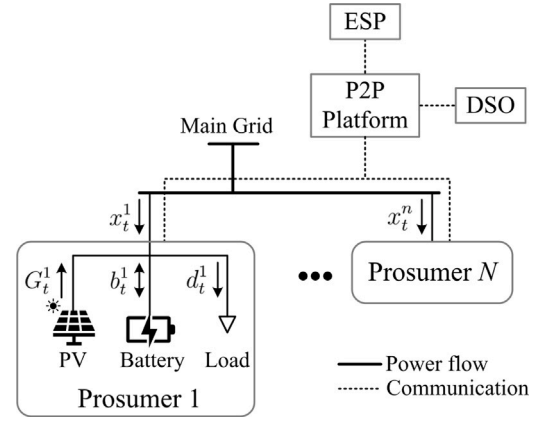 ESP
P2P
Platform
DSO
Main Grid
x_t^1
x_t^n
G_t^1
b_t^1
d_t^1
Prosumer N
PV
Battery
Load
Prosumer 1
Power flow
Communication